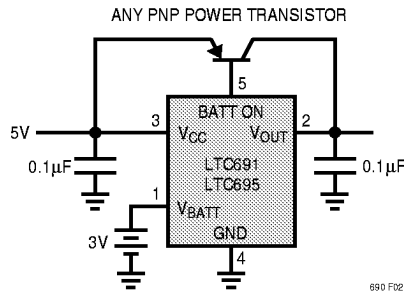 ANY PNP POWER TRANSISTOR
5
BATT ON
5V
3
VCC
VOUT
2
0.1µF
LTC691
LTC695
0.1µF
1
VBATT
3V
GND
4
690 F02